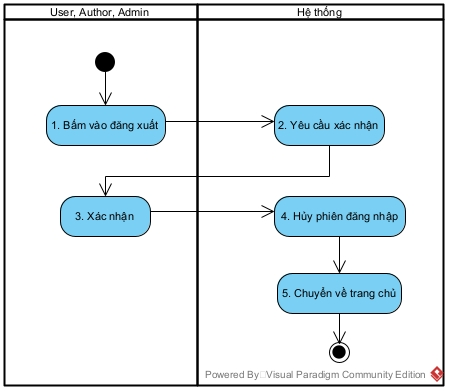 User, Author, Admin
Hệ thống
1. Bấm vào đăng xuất
2. Yêu cầu xác nhận
3. Xác nhận
4. Hủy phiên đăng nhập
5. Chuyển về trang chủ
Powered By Visual Paradigm Community Edition